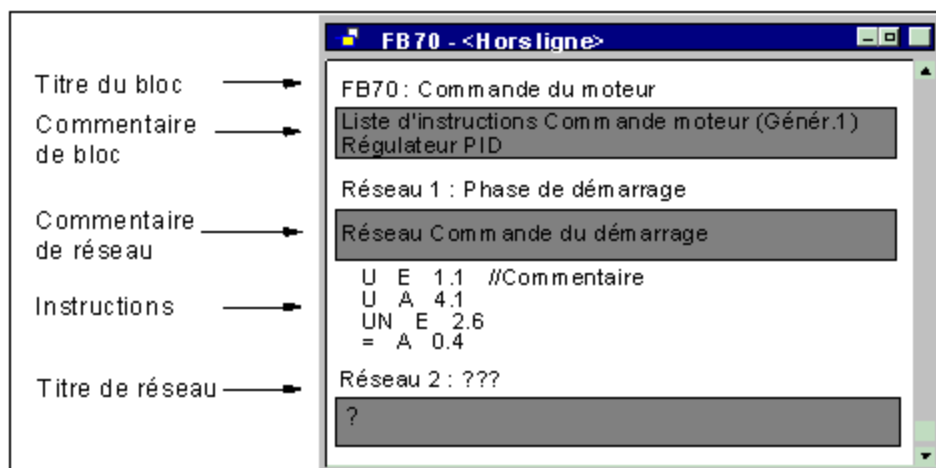 FB70 - <Hors ligne>
Titre du bloc
FB70 : Commande du moteur
Commentaire
de bloc
Liste d'instructions Commande moteur (Génér.1)
Régulateur PID
Réseau 1 : Phase de démarrage
Commentaire
de réseau
Réseau Commande du démarrage
Instructions
U E 1.1 //Commentaire
U A 4.1
UN E 2.6
= A 0.4
Titre de réseau
Réseau 2 : ???
?